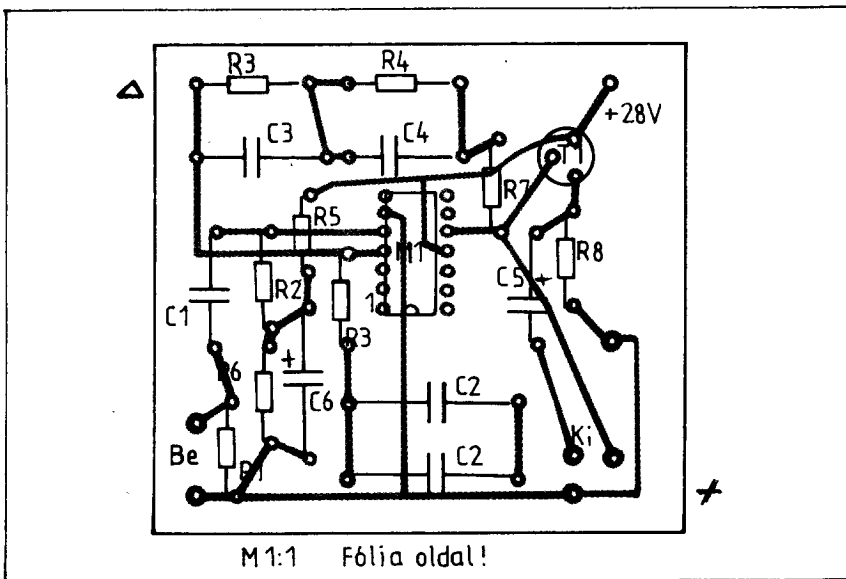 R3
R4
+28V
C3
C4
T1
R7
R5
M1
R8
C5
+
R2
C1
1
R3
+
R6
C6
C2
Be
Ki
C2
M1:1 Fólia oldal!